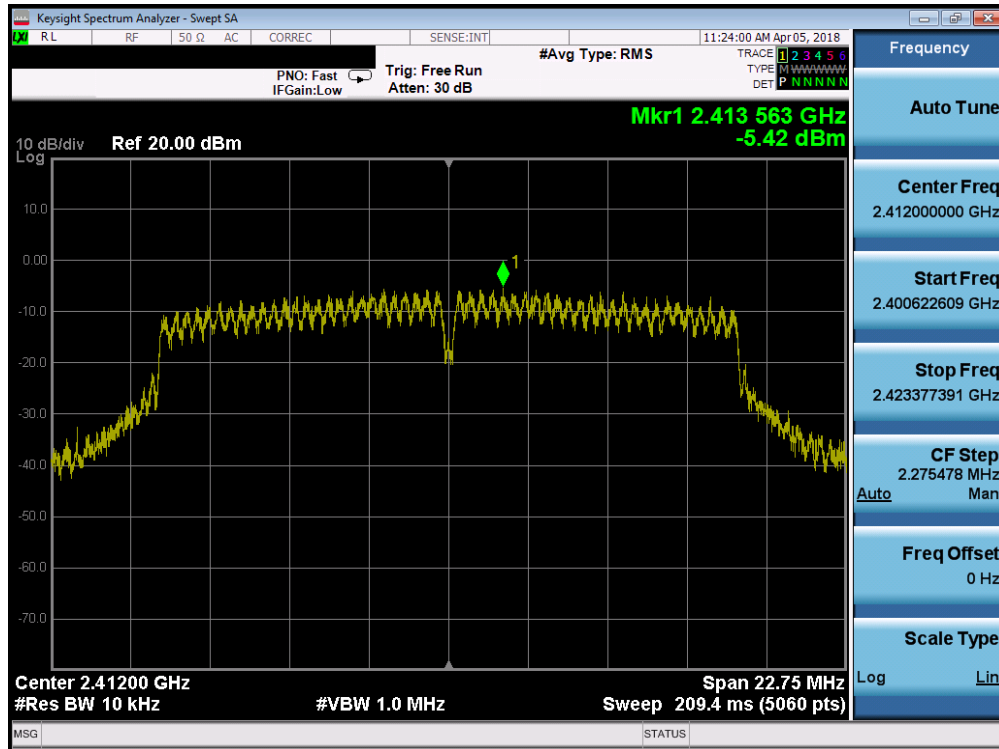 Keysight Spectrum Analyzer - Swept SA
LXI RL RF 50 Ω AC CORREC SENSE:INT 11:24:00 AM Apr 05, 2018
#Avg Type: RMS
TRACE 1 2 3 4 5 6
TYPE M W W W W W
DET P N N N N N
PNO: Fast
IFGain:Low
Trig: Free Run
Atten: 30 dB
Mkr1 2.413 563 GHz
-5.42 dBm
10 dB/div
Log
Ref 20.00 dBm
10.0
0.00
-10.0
-20.0
-30.0
-40.0
-50.0
-60.0
-70.0
1
Center 2.41200 GHz
Span 22.75 MHz
#Res BW 10 kHz
#VBW 1.0 MHz
Sweep 209.4 ms (5060 pts)
MSG
STATUS
Frequency
Auto Tune
Center Freq
2.412000000 GHz
Start Freq
2.400622609 GHz
Stop Freq
2.423377391 GHz
CF Step
2.275478 MHz
Auto Man
Freq Offset
0 Hz
Scale Type
Log Lin